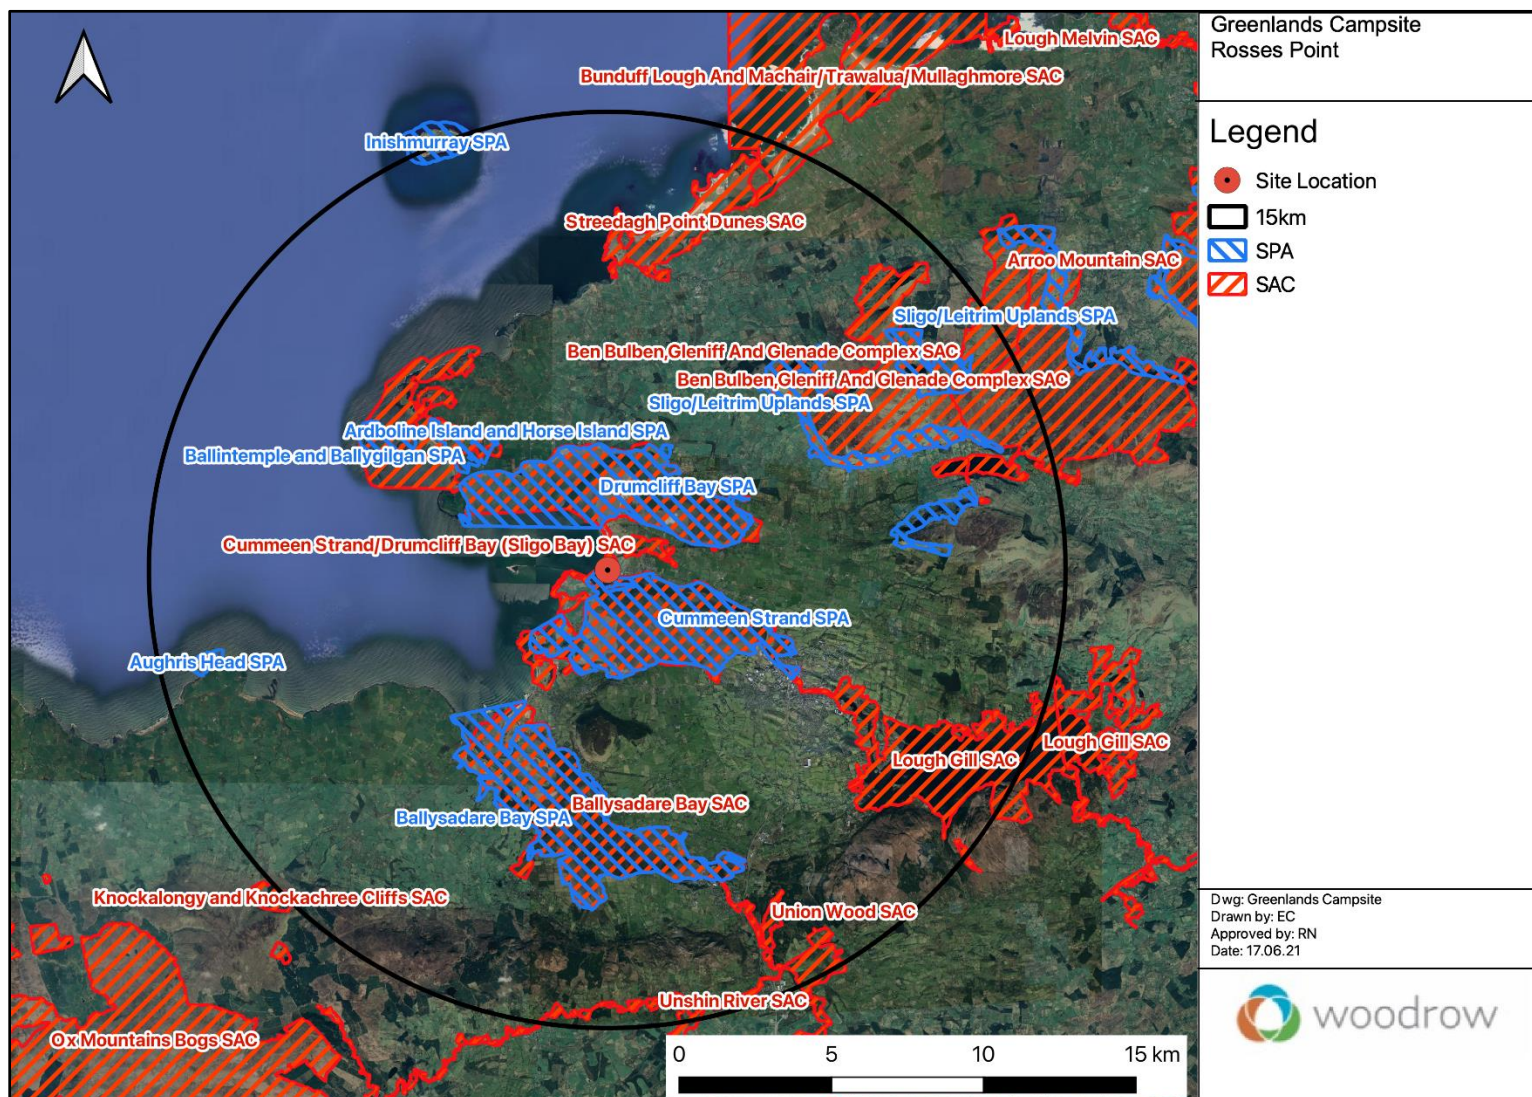 Greenlands Campsite
Rosses Point
Legend
Site Location
15km
SPA
SAC
Lough Melvin SAC
Bunduff Lough And Machair/Trawalua/Mullaghmore SAC
Inishmurray SPA
Streedagh Point Dunes SAC
Arroo Mountain SAC
Sligo/Leitrim Uplands SPA
Ben Bulben,Gleniff And Glenade Complex SAC
Ben Bulben,Gleniff And Glenade Complex SAC
Sligo/Leitrim Uplands SPA
Ardboline Island and Horse Island SPA
Ballintemple and Ballygilgan SPA
Drumcliff Bay SPA
Cummeen Strand/Drumcliff Bay (Sligo Bay) SAC
Cummeen Strand SPA
Aughris Head SPA
Lough Gill SAC
Lough Gill SAC
Ballysadare Bay SAC
Ballysadare Bay SPA
Knockalongy and Knockachree Cliffs SAC
Union Wood SAC
Unshin River SAC
Ox Mountains Bogs SAC
0 5 10 15 km
Dwg: Greenlands Campsite
Drawn by: EC
Approved by: RN
Date: 17.06.21
woodrow